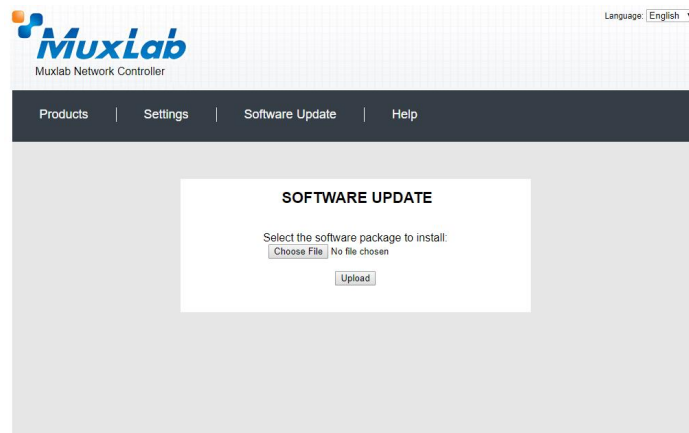 Language: English
MuxLab
Muxlab Network Controller
Products | Settings | Software Update | Help
SOFTWARE UPDATE
Select the software package to install:
Choose File No file chosen
Upload